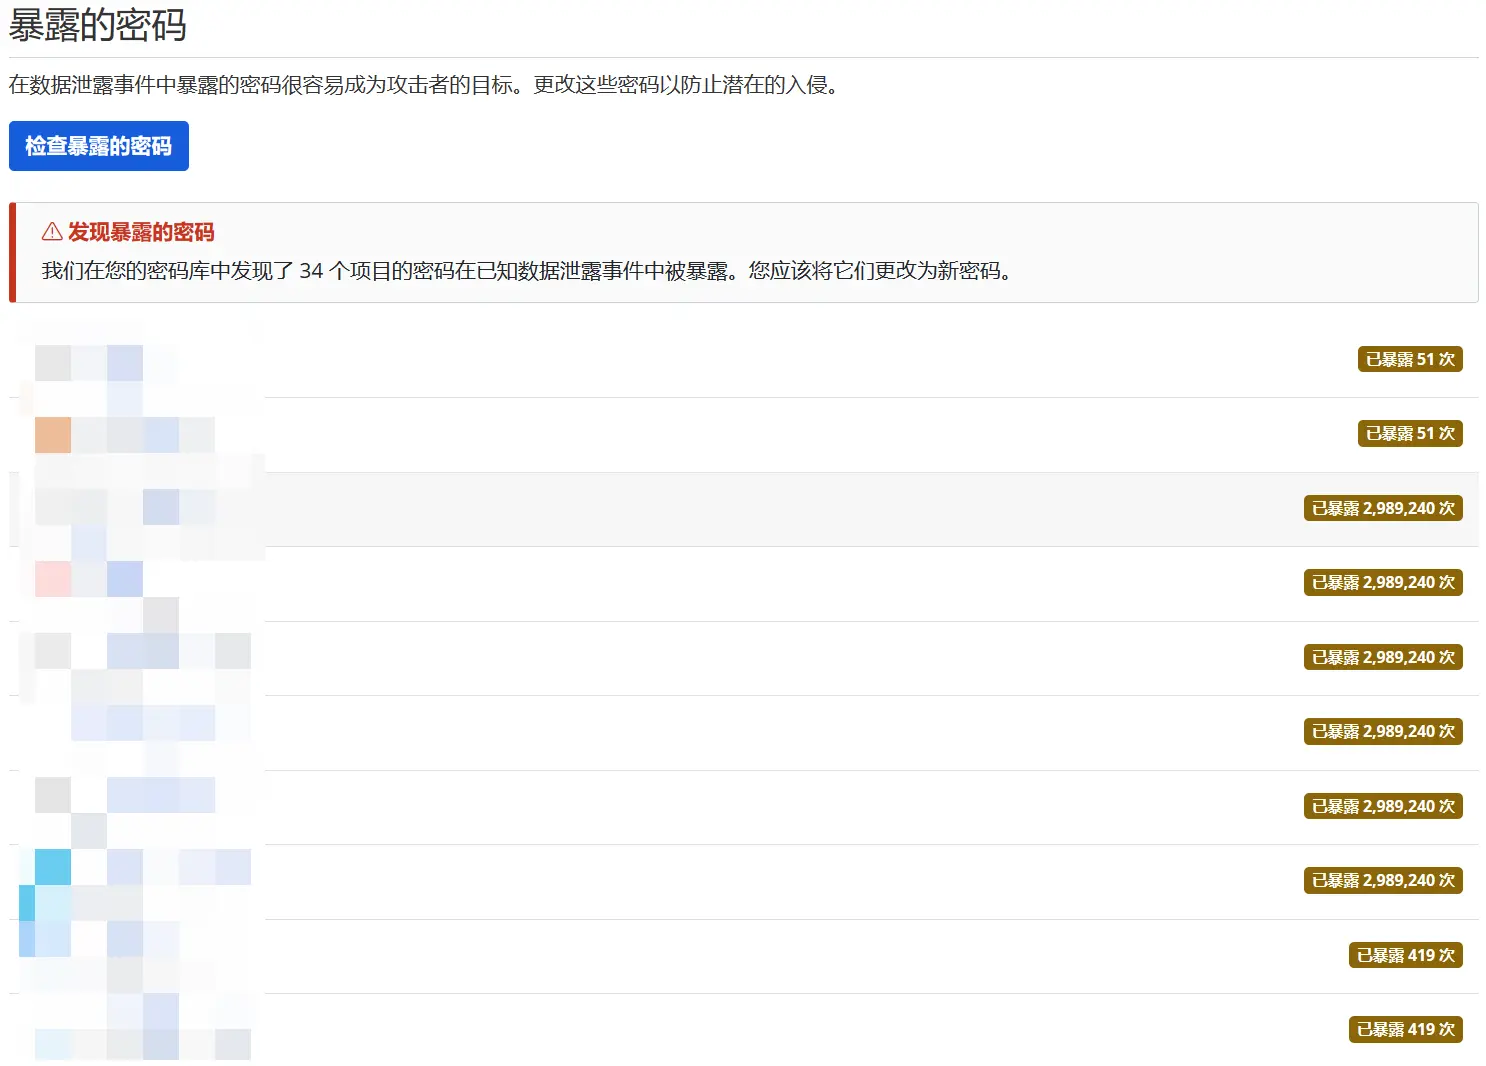 暴露的密码
在数据泄露事件中暴露的密码很容易成为攻击者的目标。更改这些密码以防止潜在的入侵。
检查暴露的密码
发现暴露的密码
我们在您的密码库中发现了 34 个项目的密码在已知数据泄露事件中被暴露。您应该将它们更改为新密码。
已暴露 51 次
已暴露 51 次
已暴露 2,989,240 次
已暴露 2,989,240 次
已暴露 2,989,240 次
已暴露 2,989,240 次
已暴露 2,989,240 次
已暴露 2,989,240 次
已暴露 419 次
已暴露 419 次